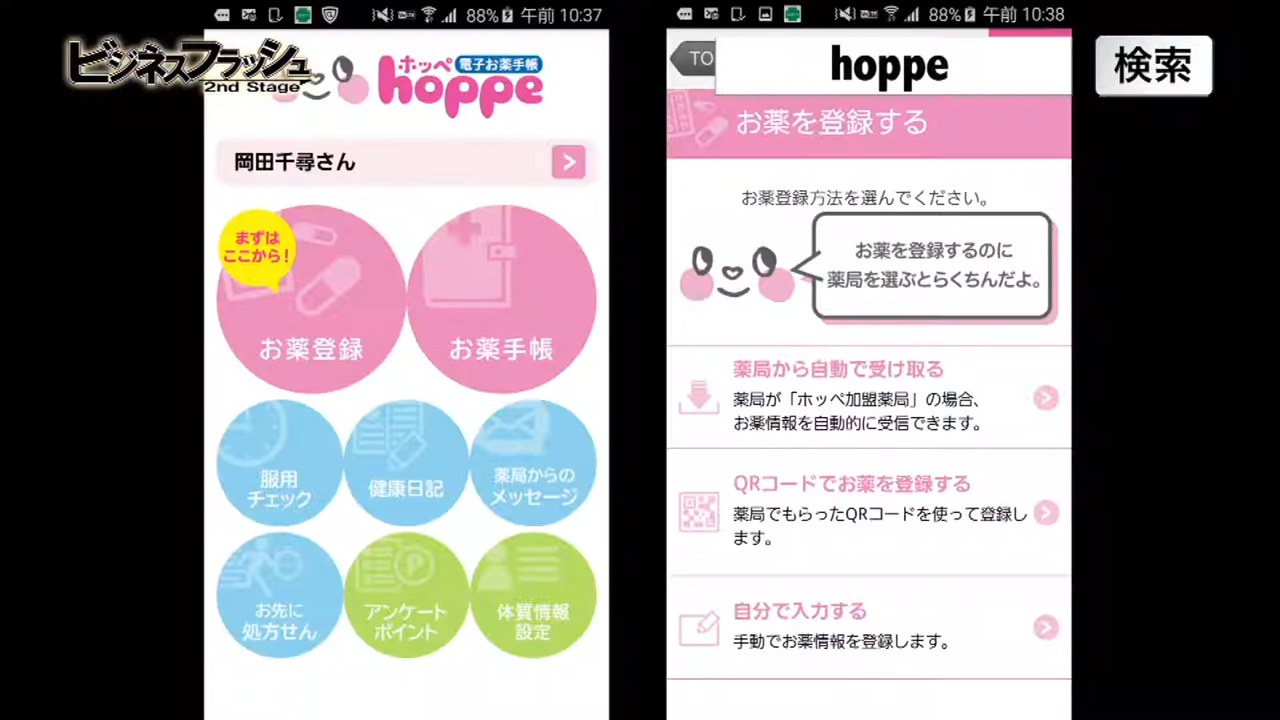 88% 午前 10:37
ビジネスフラッシュ
2nd Stage
ホッペ 電子お薬手帳
hoppe
岡田千尋さん
まずは
ここから!
お薬登録
お薬手帳
服用
チェック
健康日記
薬局からの
メッセージ
お先に
処方せん
アンケート
ポイント
体質情報
設定
88% 午前 10:38
TO
hoppe
検索
お薬を登録する
お薬登録方法を選んでください。
お薬を登録するのに
薬局を選ぶとらくちんだよ。
薬局から自動で受け取る
薬局が「ホッペ加盟薬局」の場合、
お薬情報を自動的に受信できます。
QRコードでお薬を登録する
薬局でもらったQRコードを使って登録し
ます。
自分で入力する
手動でお薬情報を登録します。